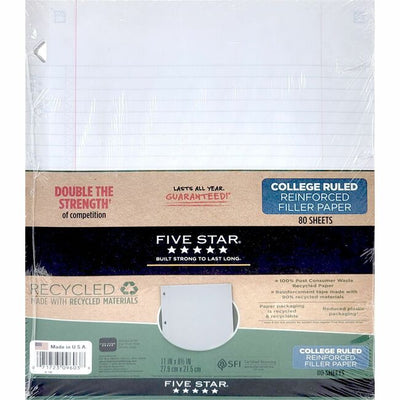 DOUBLE THE
STRENGTH†
of competition
LASTS ALL YEAR.
GUARANTEED!*
COLLEGE RULED
REINFORCED
FILLER PAPER
80 SHEETS
FIVE STAR®
★★★★★
BUILT STRONG TO LAST LONG.
RECYCLED
MADE WITH RECYCLED MATERIALS
• 100% Post Consumer Waste
Recycled Paper
• Reinforcement tape made with
90% recycled materials
Paper packaging
is recycled
& recyclable
Reduced plastic
packaging°
Made in U.S.A.
11 IN x 8½ IN
27.9 cm x 21.5 cm
SFI
COLLEGE RULED
REINFORCED
FILLER PAPER
80 SHEETS